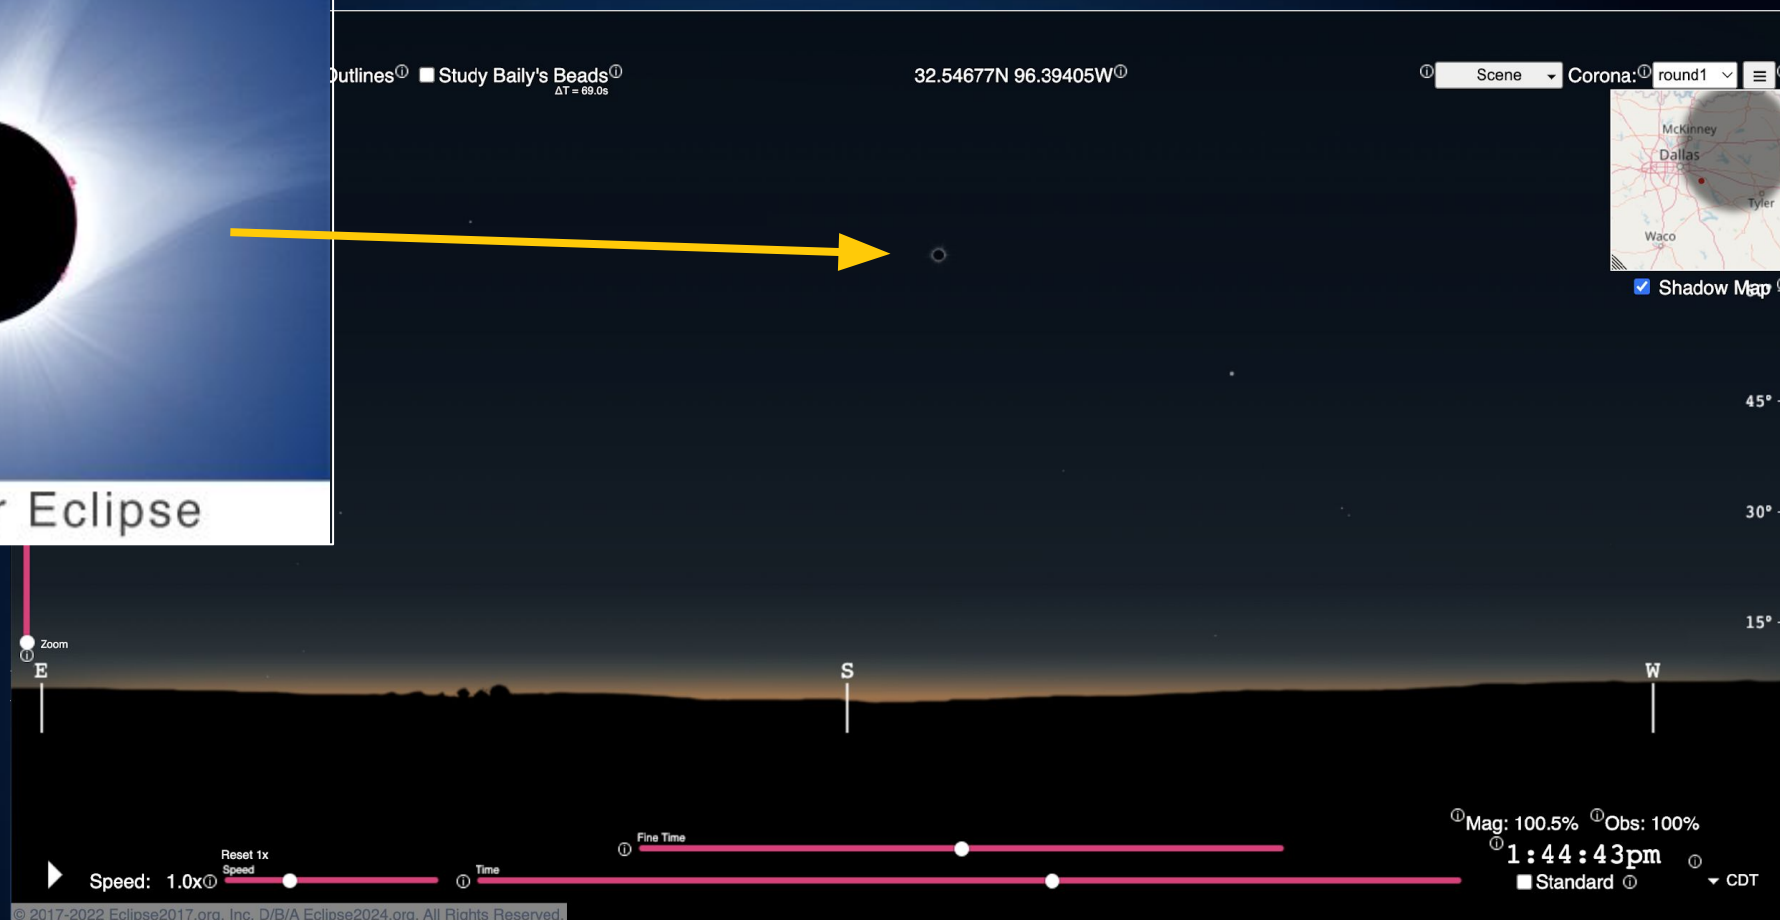 Outlines ⓘ Study Baily's Beads ⓘ
ΔT = 69.0s
32.54677N 96.39405W ⓘ
ⓘ Scene Corona: ⓘ round1
McKinney
Dallas
Tyler
Waco
Shadow Map
45°
30°
r Eclipse
15°
Zoom
E
S
W
Mag: 100.5% Obs: 100%
Fine Time
1:44:43pm
Reset 1x
Speed
Time
Speed: 1.0x
Standard
CDT
© 2017-2022 Eclipse2017.org, Inc. D/B/A Eclipse2024.org. All Rights Reserved.